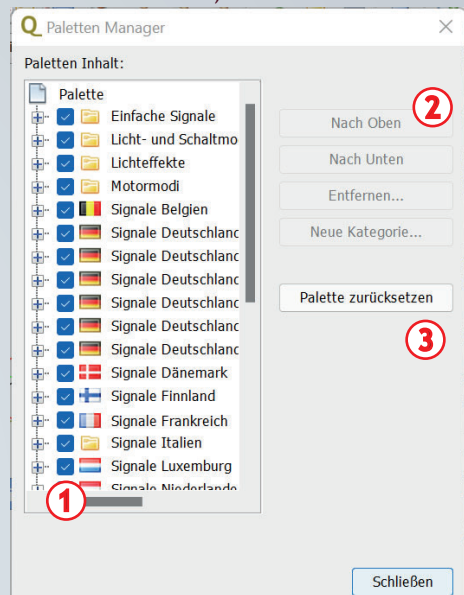 Paletten Manager
Paletten Inhalt:
Palette
Einfache Signale
Licht- und Schaltmo
Lichteffekte
Motormodi
Signale Belgien
Signale Deutschland
Signale Deutschland
Signale Deutschland
Signale Deutschland
Signale Deutschland
Signale Deutschland
Signale Dänemark
Signale Finnland
Signale Frankreich
Signale Italien
Signale Luxemburg
Signale Niederlande
1
Nach Oben
2
Nach Unten
Entfernen...
Neue Kategorie...
Palette zurücksetzen
3
Schließen